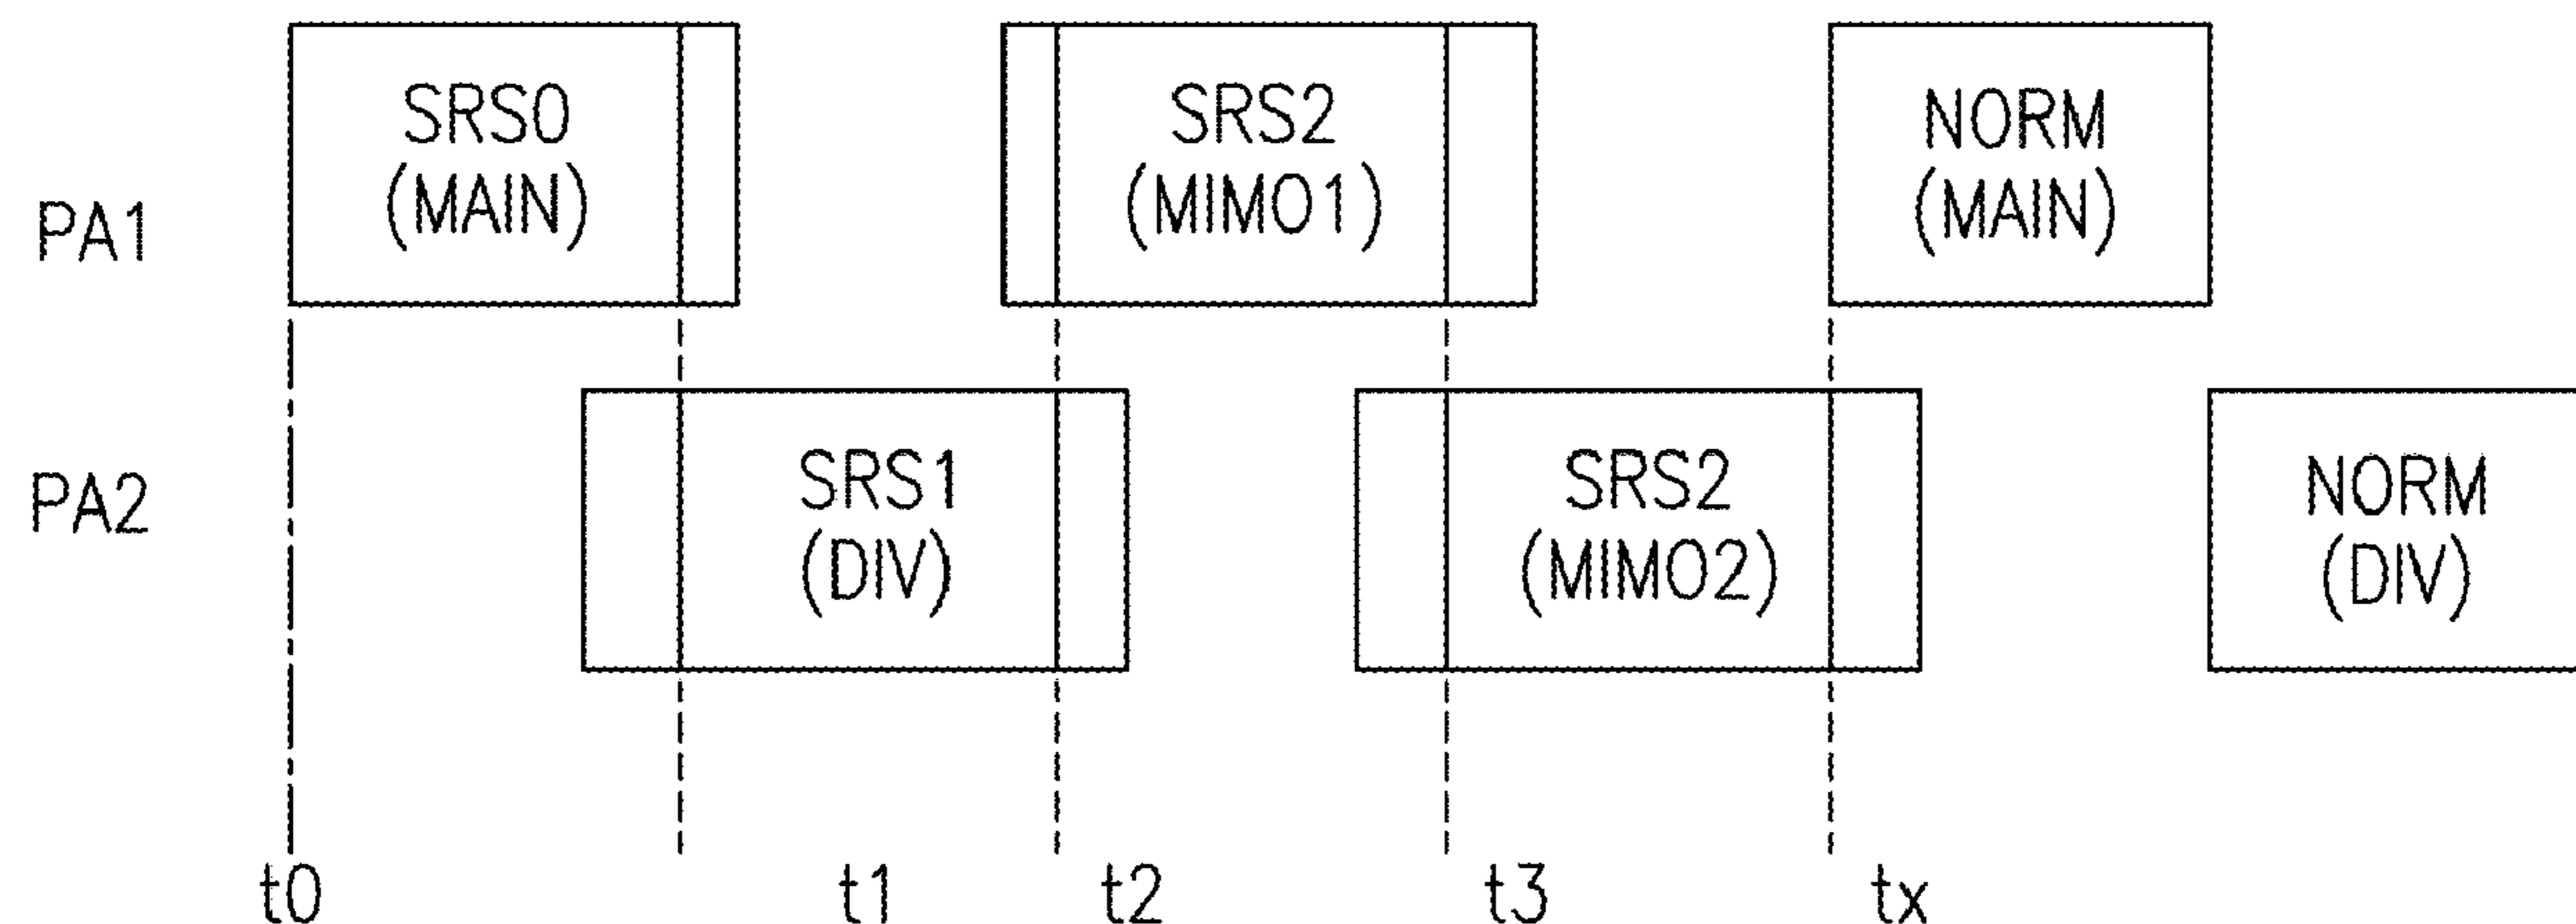 PA1
SRS0
(MAIN)
SRS2
(MIMO1)
NORM
(MAIN)
PA2
SRS1
(DIV)
SRS2
(MIMO2)
NORM
(DIV)
t0
t1
t2
t3
tx